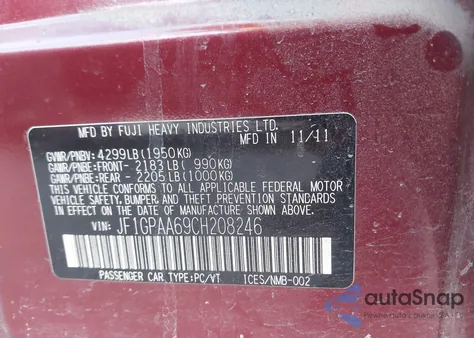 MFD BY FUJI HEAVY INDUSTRIES LTD.
MFD IN 11/11
GVWR/PNBV: 4299LB(1950KG)
GAWR/PNBE:FRONT- 2183LB( 990KG)
GAWR/PNBE:REAR - 2205LB(1000KG)
THIS VEHICLE CONFORMS TO ALL APPLICABLE FEDERAL MOTOR
VEHICLE SAFETY, BUMPER, AND THEFT PREVENTION STANDARDS
IN EFFECT ON THE DATE OF MANUFACTURE SHOWN ABOVE.
VIN: JF1GPAA69CH208246
PASSENGER CAR, TYPE:PC/VT ICES/NMB-002
autoSnap